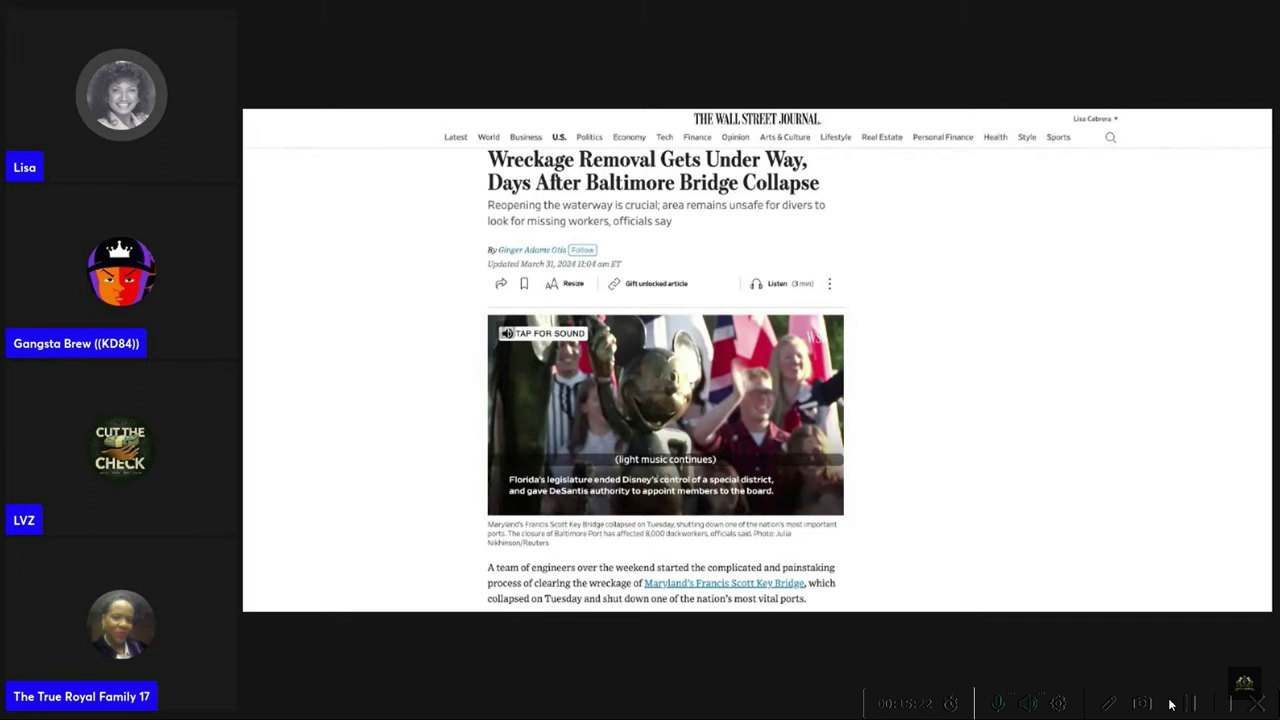 Lisa
Gangsta Brew ((KD84))
CUT THE
CHECK
LVZ
The True Royal Family 17
THE WALL STREET JOURNAL.
Lisa Cabrera
Latest World Business U.S. Politics Economy Tech Finance Opinion Arts & Culture Lifestyle Real Estate Personal Finance Health Style Sports
Wreckage Removal Gets Under Way,
Days After Baltimore Bridge Collapse
Reopening the waterway is crucial; area remains unsafe for divers to
look for missing workers, officials say
By Ginger Adams Otis Follow
Updated March 31, 2024 11:04 am ET
AA Resize Gift unlocked article Listen (3 min)
TAP FOR SOUND
WSJ
(light music continues)
Florida's legislature ended Disney's control of a special district,
and gave DeSantis authority to appoint members to the board.
Maryland's Francis Scott Key Bridge collapsed on Tuesday, shutting down one of the nation's most important
ports. The closure of Baltimore Port has affected 8,000 dockworkers, officials said. Photo: Julia
Nikhinson/Reuters
A team of engineers over the weekend started the complicated and painstaking
process of clearing the wreckage of Maryland's Francis Scott Key Bridge, which
collapsed on Tuesday and shut down one of the nation's most vital ports.
00:15:22